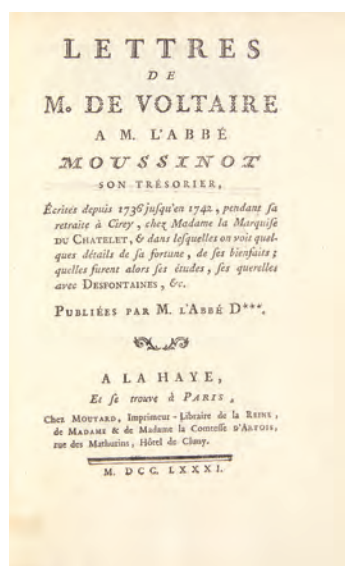 LETTRES
DE
M. DE VOLTAIRE
A M. L'ABBÉ
MOUSSINOT
SON TRÉSORIER,
Écrites depuis 1736 juſqu'en 1742, pendant ſa
retraite à Cirey, chez Madame la Marquiſe
DU CHATELET, & dans leſquelles on voit quel-
ques détails de ſa fortune, de ſes bienfaits ;
quelles furent alors ſes études, ſes querelles
avec DESFONTAINES, &c.
PUBLIÉES PAR M. L'ABBÉ D***.
A LA HAYE,
Et ſe trouve à PARIS,
Chez MOUTARD, Imprimeur-Libraire de la REINE,
de MADAME & de Madame la Comteſſe D'ARTOIS,
rue des Mathurins, Hôtel de Cluny.
M. DCC. LXXXI.